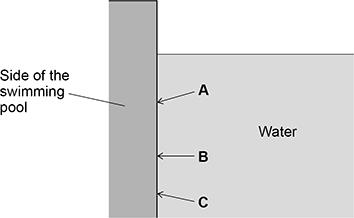 Side of the
swimming
pool
A
B
Water
C